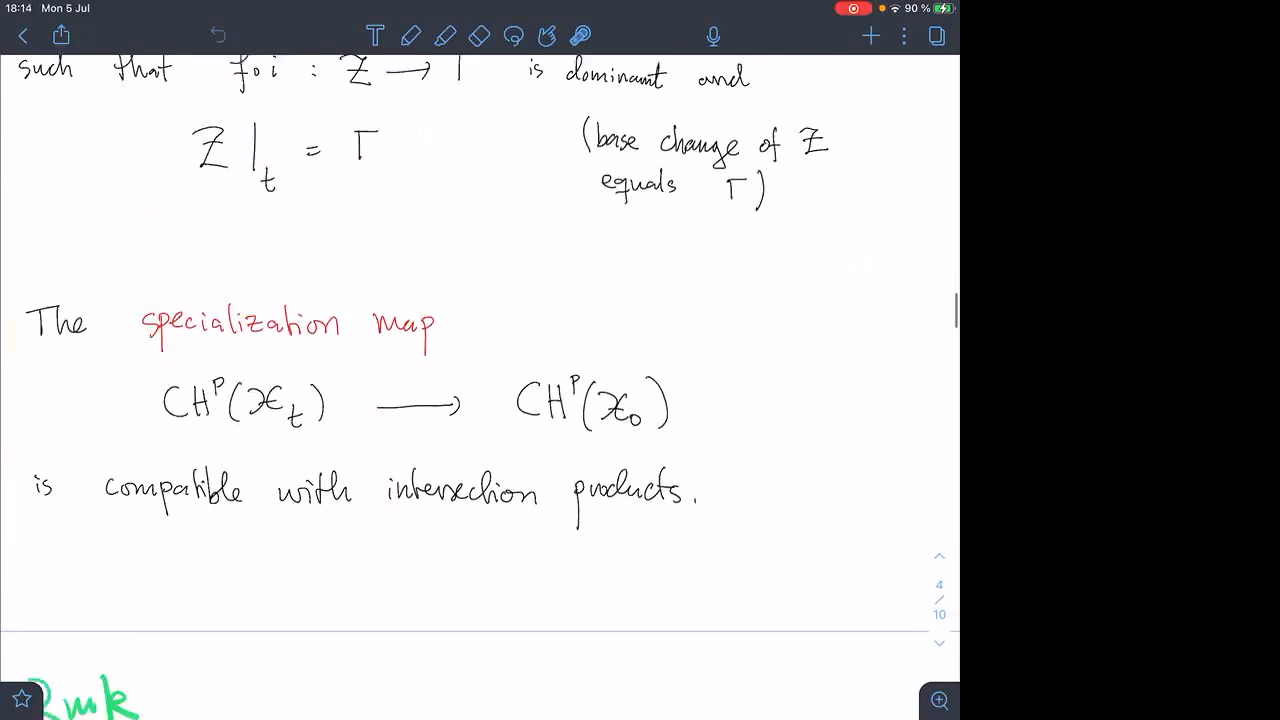 18:14 Mon 5 Jul
90 %
such that f∘i : Z → T is dominant and
Z|_t = Γ
(base change of Z
equals Γ)
The specialization map
CH^p(X_t) → CH^p(X_0)
is compatible with intersection products.
4
/
10
Rmk